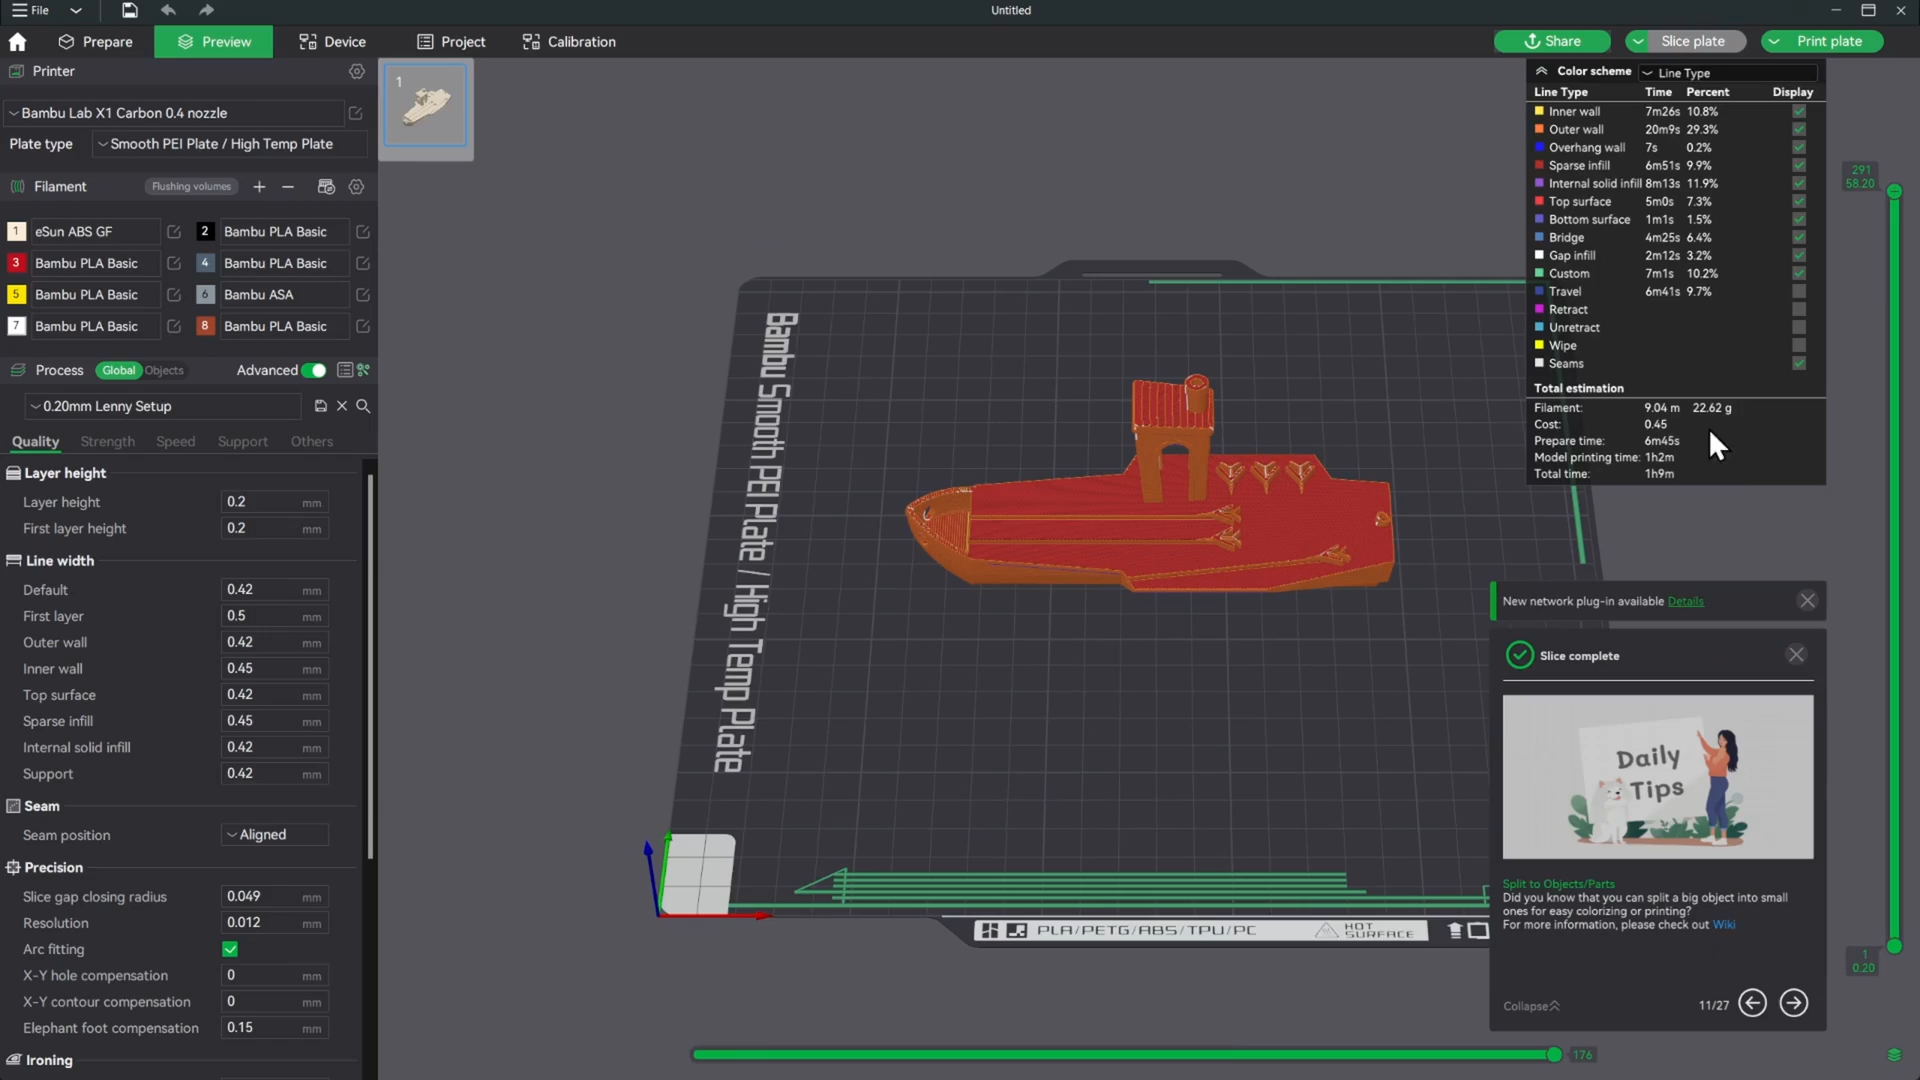 File
Untitled
Prepare
Preview
Device
Project
Calibration
Share
Slice plate
Print plate
Printer
Bambu Lab X1 Carbon 0.4 nozzle
Plate type
Smooth PEI Plate / High Temp Plate
Filament
Flushing volumes
1 eSun ABS GF
2 Bambu PLA Basic
3 Bambu PLA Basic
4 Bambu PLA Basic
5 Bambu PLA Basic
6 Bambu ASA
7 Bambu PLA Basic
8 Bambu PLA Basic
Process
Global
Objects
Advanced
0.20mm Lenny Setup
Quality
Strength
Speed
Support
Others
Layer height
Layer height 0.2 mm
First layer height 0.2 mm
Line width
Default 0.42 mm
First layer 0.5 mm
Outer wall 0.42 mm
Inner wall 0.45 mm
Top surface 0.42 mm
Sparse infill 0.45 mm
Internal solid infill 0.42 mm
Support 0.42 mm
Seam
Seam position Aligned
Precision
Slice gap closing radius 0.049 mm
Resolution 0.012 mm
Arc fitting
X-Y hole compensation 0 mm
X-Y contour compensation 0 mm
Elephant foot compensation 0.15 mm
Ironing
1
Bambu Smooth PEI Plate / High Temp Plate
PLA/PETG/ABS/TPU/PC
HOT
SURFACE
176
Color scheme Line Type
Line Type Time Percent Display
Inner wall 7m26s 10.8%
Outer wall 20m9s 29.3%
Overhang wall 7s 0.2%
Sparse infill 6m51s 9.9%
Internal solid infill 8m13s 11.9%
Top surface 5m0s 7.3%
Bottom surface 1m1s 1.5%
Bridge 4m25s 6.4%
Gap infill 2m12s 3.2%
Custom 7m1s 10.2%
Travel 6m41s 9.7%
Retract
Unretract
Wipe
Seams
Total estimation
Filament: 9.04 m 22.62 g
Cost: 0.45
Prepare time: 6m45s
Model printing time: 1h2m
Total time: 1h9m
291
58.20
New network plug-in available Details
Slice complete
Daily
Tips
Split to Objects/Parts
Did you know that you can split a big object into small
ones for easy colorizing or printing?
For more information, please check out Wiki
Collapse
11/27
1
0.20